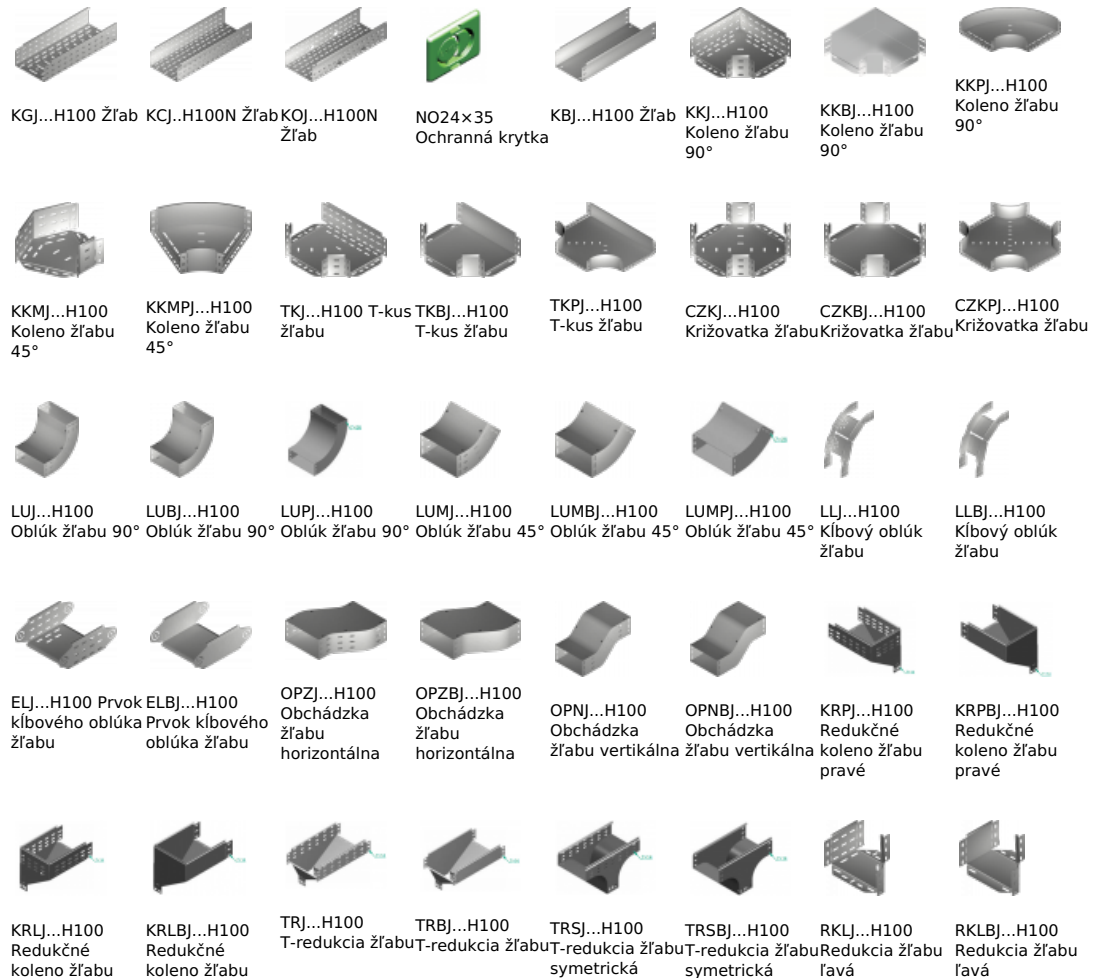 KGJ...H100 Žľab
KCJ..H100N Žľab
KOJ...H100N
Žľab
NO24×35
Ochranná krytka
KBJ...H100 Žľab
KKJ...H100
Koleno žľabu
90°
KKBJ...H100
Koleno žľabu
90°
KKPJ...H100
Koleno žľabu
90°
KKMJ...H100
Koleno žľabu
45°
KKMPJ...H100
Koleno žľabu
45°
TKJ...H100 T-kus
žľabu
TKBJ...H100
T-kus žľabu
TKPJ...H100
T-kus žľabu
CZKJ...H100
Križovatka žľabu
CZKBJ...H100
Križovatka žľabu
CZKPJ...H100
Križovatka žľabu
LUJ...H100
Oblúk žľabu 90°
LUBJ...H100
Oblúk žľabu 90°
LUPJ...H100
Oblúk žľabu 90°
LUMJ...H100
Oblúk žľabu 45°
LUMBJ...H100
Oblúk žľabu 45°
LUMPJ...H100
Oblúk žľabu 45°
LLJ...H100
Kĺbový oblúk
žľabu
LLBJ...H100
Kĺbový oblúk
žľabu
ELJ...H100 Prvok
kĺbového oblúka
žľabu
ELBJ...H100
Prvok kĺbového
oblúka žľabu
OPZJ...H100
Obchádzka
žľabu
horizontálna
OPZBJ...H100
Obchádzka
žľabu
horizontálna
OPNJ...H100
Obchádzka
žľabu vertikálna
OPNBJ...H100
Obchádzka
žľabu vertikálna
KRPJ...H100
Redukčné
koleno žľabu
pravé
KRPBJ...H100
Redukčné
koleno žľabu
pravé
KRLJ...H100
Redukčné
koleno žľabu
KRLBJ...H100
Redukčné
koleno žľabu
TRJ...H100
T-redukcia žľabu
TRBJ...H100
T-redukcia žľabu
TRSJ...H100
T-redukcia žľabu
symetrická
TRSBJ...H100
T-redukcia žľabu
symetrická
RKLJ...H100
Redukcia žľabu
ľavá
RKLBJ...H100
Redukcia žľabu
ľavá